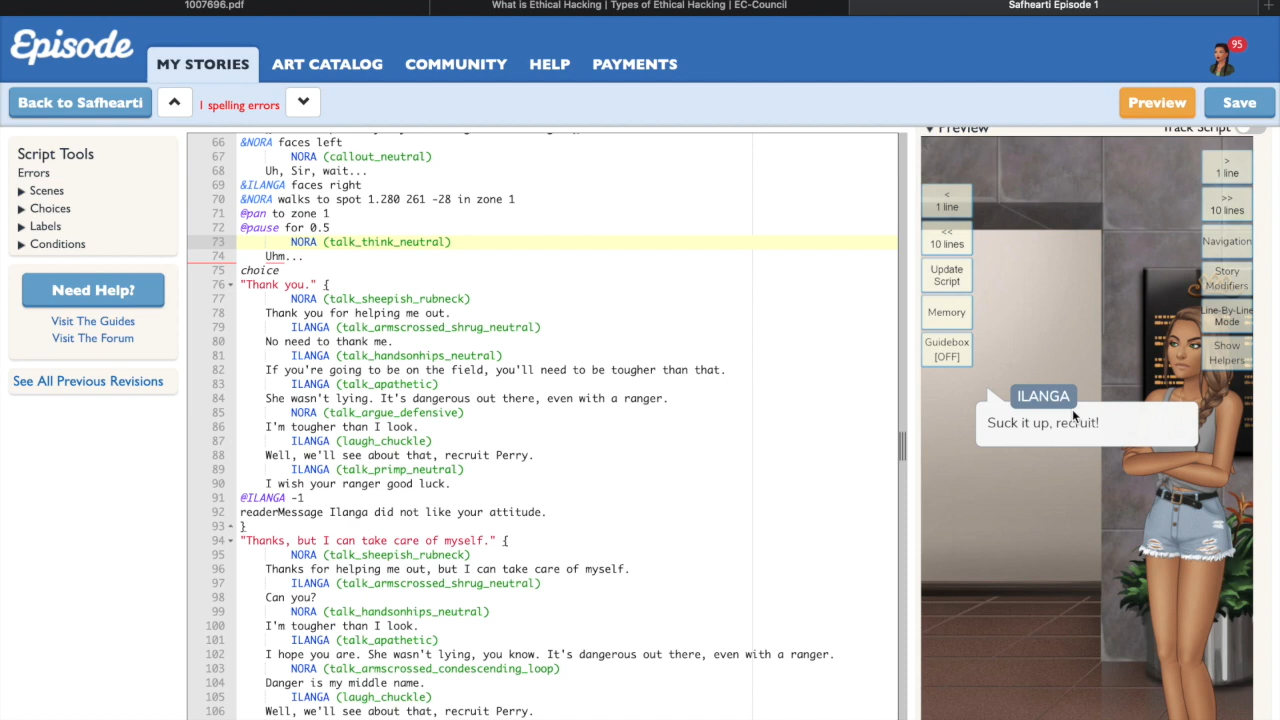 1007696.pdf
What is Ethical Hacking | Types of Ethical Hacking | EC-Council
Safhearti Episode 1
Episode
MY STORIES
ART CATALOG
COMMUNITY
HELP
PAYMENTS
95
Back to Safhearti
1 spelling errors
Preview
Save
Script Tools
Errors
Scenes
Choices
Labels
Conditions
Need Help?
Visit The Guides
Visit The Forum
See All Previous Revisions
66 &NORA faces left
67 NORA (callout_neutral)
68 Uh, Sir, wait...
69 &ILANGA faces right
70 &NORA walks to spot 1.280 261 -28 in zone 1
71 @pan to zone 1
72 @pause for 0.5
73 NORA (talk_think_neutral)
74 Uhm...
75 choice
76 "Thank you." {
77 NORA (talk_sheepish_rubneck)
78 Thank you for helping me out.
79 ILANGA (talk_armscrossed_shrug_neutral)
80 No need to thank me.
81 ILANGA (talk_handsonhips_neutral)
82 If you're going to be on the field, you'll need to be tougher than that.
83 ILANGA (talk_apathetic)
84 She wasn't lying. It's dangerous out there, even with a ranger.
85 NORA (talk_argue_defensive)
86 I'm tougher than I look.
87 ILANGA (laugh_chuckle)
88 Well, we'll see about that, recruit Perry.
89 ILANGA (talk_primp_neutral)
90 I wish your ranger good luck.
91 @ILANGA -1
92 readerMessage Ilanga did not like your attitude.
93 }
94 "Thanks, but I can take care of myself." {
95 NORA (talk_sheepish_rubneck)
96 Thanks for helping me out, but I can take care of myself.
97 ILANGA (talk_armscrossed_shrug_neutral)
98 Can you?
99 NORA (talk_handsonhips_neutral)
100 I'm tougher than I look.
101 ILANGA (talk_apathetic)
102 I hope you are. She wasn't lying, you know. It's dangerous out there, even with a ranger.
103 NORA (talk_armscrossed_condescending_loop)
104 Danger is my middle name.
105 ILANGA (laugh_chuckle)
106 Well, we'll see about that, recruit Perry.
Preview
Track Script
<
1 line
<<
10 lines
Update
Script
Memory
Guidebox
[OFF]
>
1 line
>>
10 lines
Navigation
Story
Modifiers
Line-By-Line
Mode
Show
Helpers
ILANGA
Suck it up, recruit!